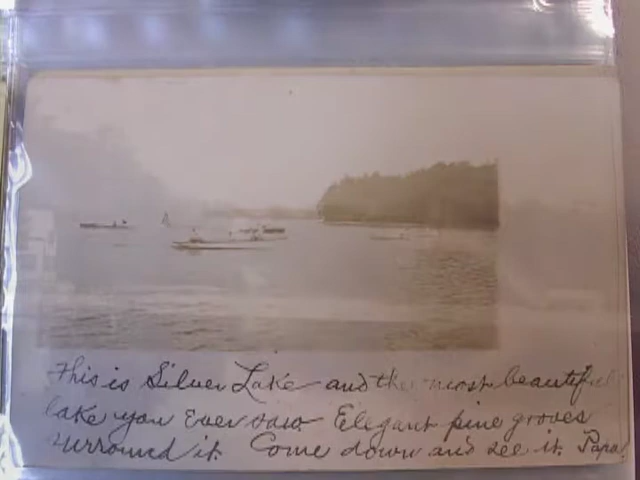 This is Silver Lake and the most beautiful
lake you ever saw Elegant pine groves
surround it. Come down and see it. Papa.